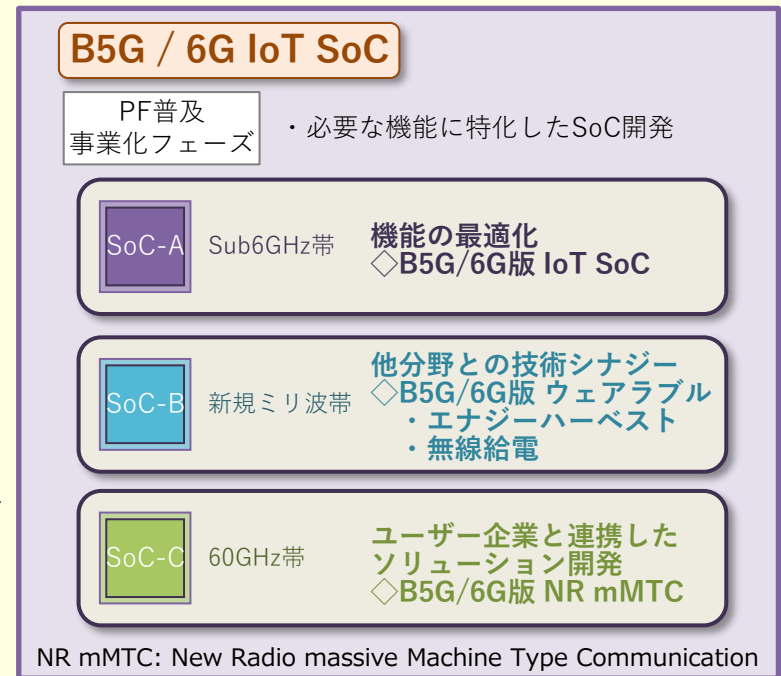 B5G / 6G IoT SoC
PF普及
事業化フェーズ
・必要な機能に特化したSoC開発
SoC-A
Sub6GHz帯
機能の最適化
◇B5G/6G版 IoT SoC
SoC-B
新規ミリ波帯
他分野との技術シナジー
◇B5G/6G版 ウェアラブル
・エナジーハーベスト
・無線給電
SoC-C
60GHz帯
ユーザー企業と連携した
ソリューション開発
◇B5G/6G版 NR mMTC
NR mMTC: New Radio massive Machine Type Communication